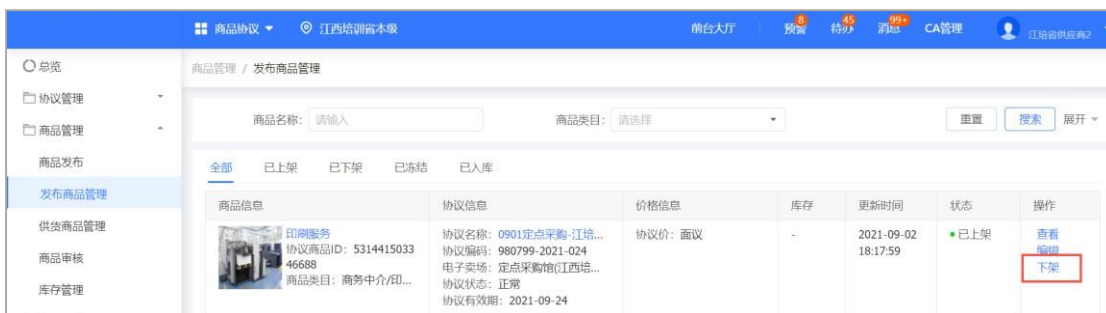 商品协议 江西培训省本级 前台大厅 预警 8 待办 45 消息 99+ CA管理 江培省供应商2
总览
商品管理 / 发布商品管理
协议管理
商品管理
商品名称： 请输入 商品类目： 请选择 重置 搜索 展开
商品发布
全部 已上架 已下架 已冻结 已入库
发布商品管理
商品信息 协议信息 价格信息 库存 更新时间 状态 操作
供货商品管理
商品审核
库存管理
印刷服务
协议商品ID： 5314415033
46688
商品类目： 商务中介/印...
协议名称： 0901定点采购-江培...
协议编码： 980799-2021-024
电子卖场： 定点采购馆(江西培...
协议状态： 正常
协议有效期： 2021-09-24
协议价： 面议
-
2021-09-02
18:17:59
已上架
查看
编辑
下架